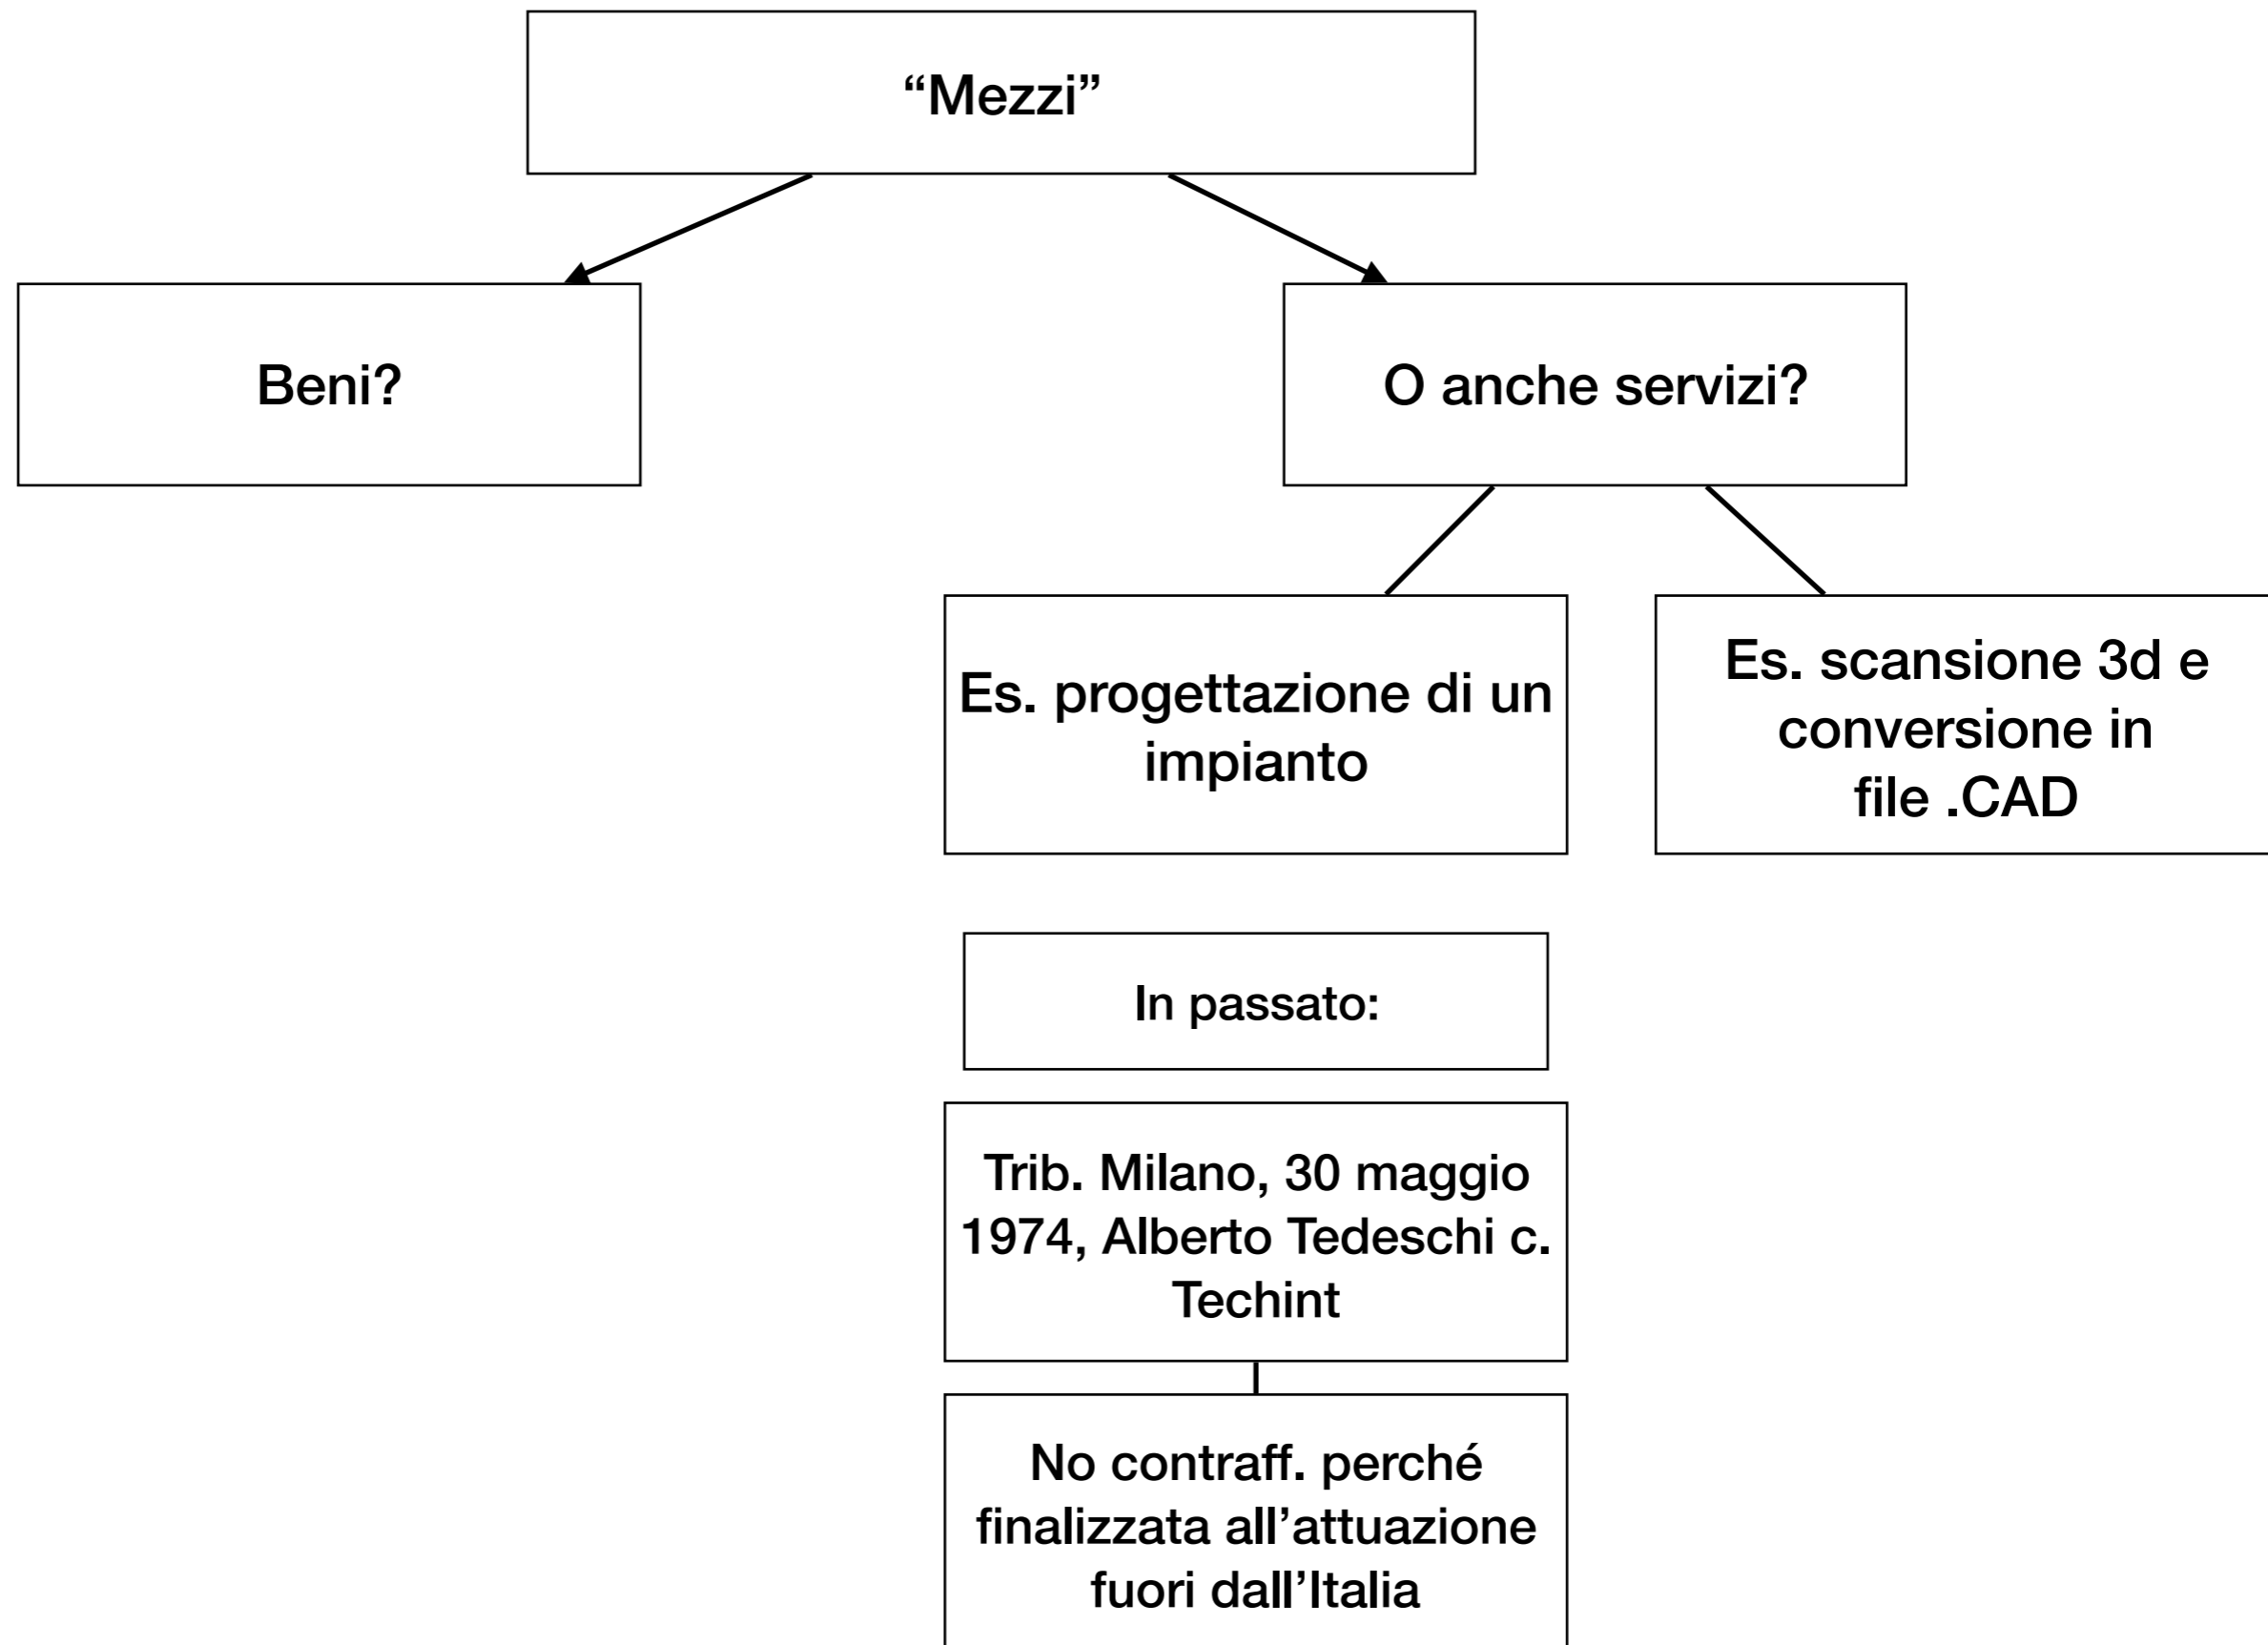 “Mezzi”
Beni?
O anche servizi?
Es. progettazione di un
impianto
Es. scansione 3d e
conversione in
file .CAD
In passato:
Trib. Milano, 30 maggio
1974, Alberto Tedeschi c.
Techint
No contraff. perché
finalizzata all’attuazione
fuori dall’Italia